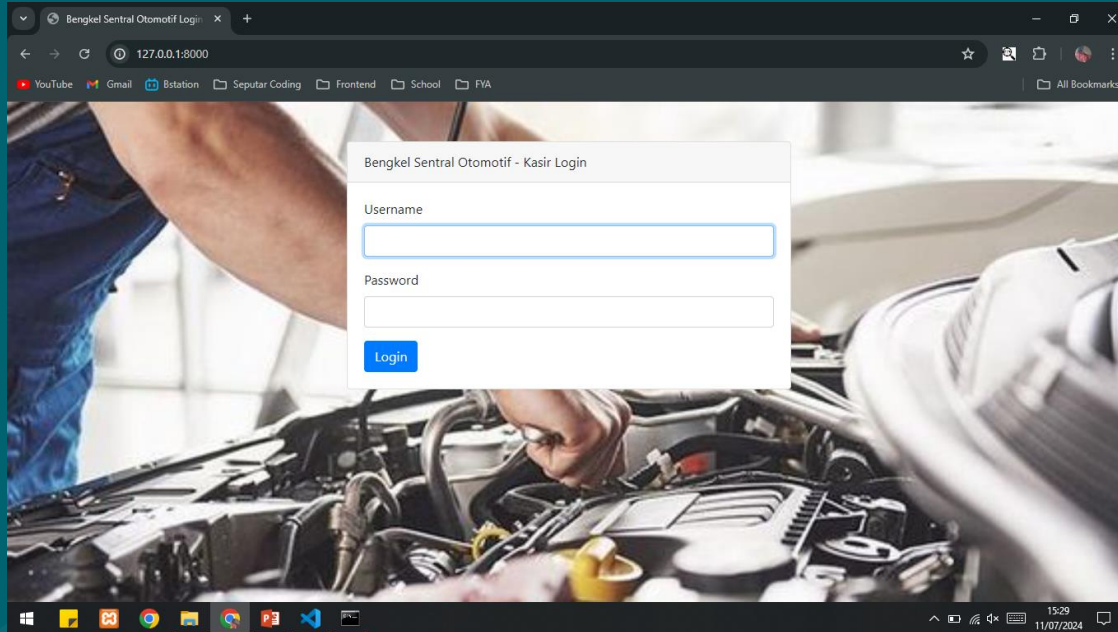 Bengkel Sentral Otomotif Login
127.0.0.1:8000
YouTube Gmail Bstation Seputar Coding Frontend School FYA All Bookmarks
Bengkel Sentral Otomotif - Kasir Login
Username
Password
Login
15:29
11/07/2024